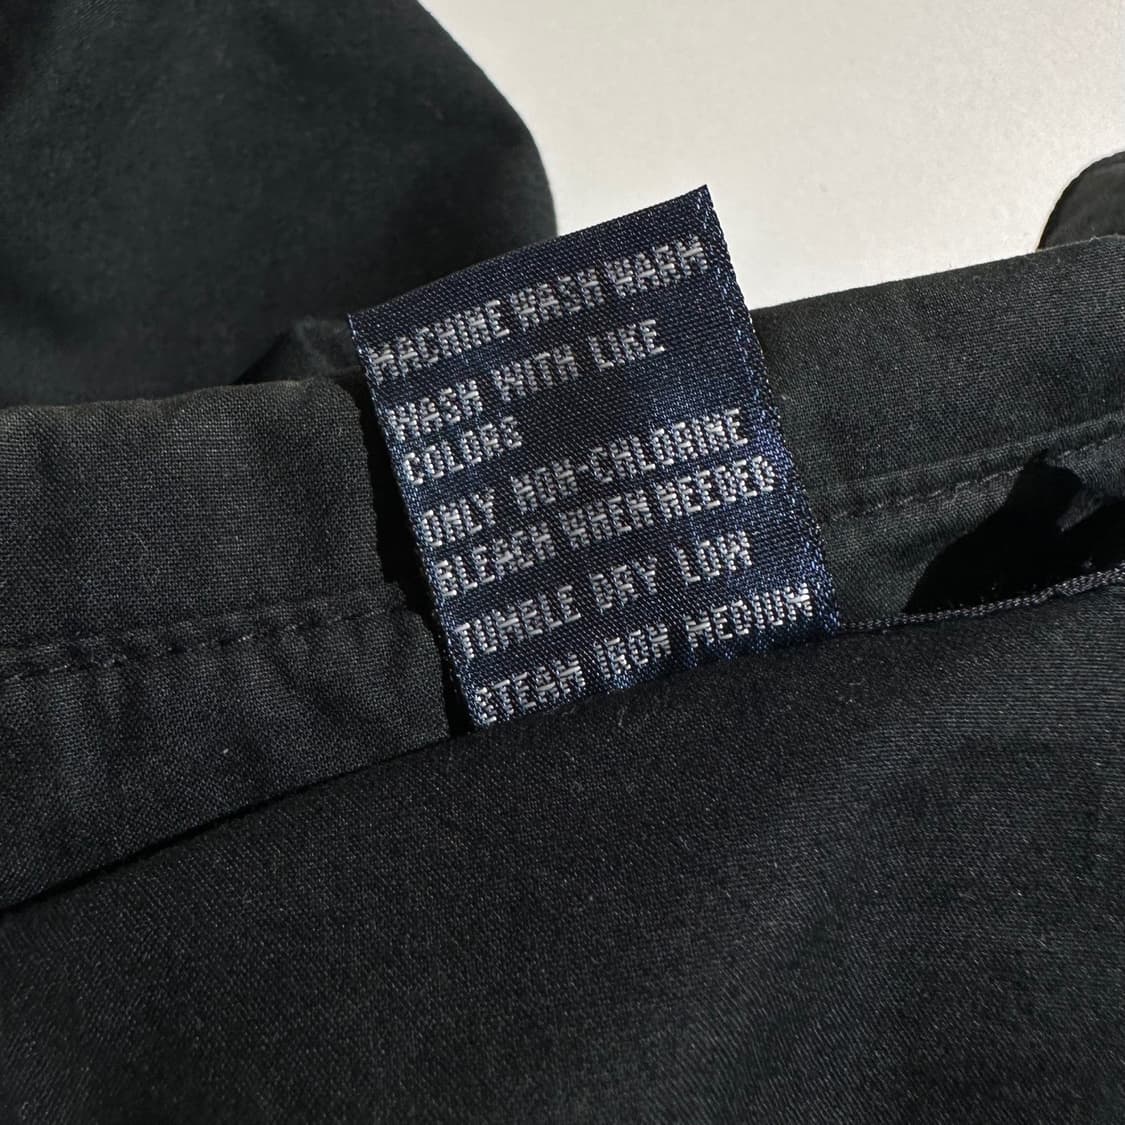 MACHINE WASH WARM
WASH WITH LIKE
COLORS
ONLY NON-CHLORINE
BLEACH WHEN NEEDED
TUMBLE DRY LOW
STEAM IRON MEDIUM